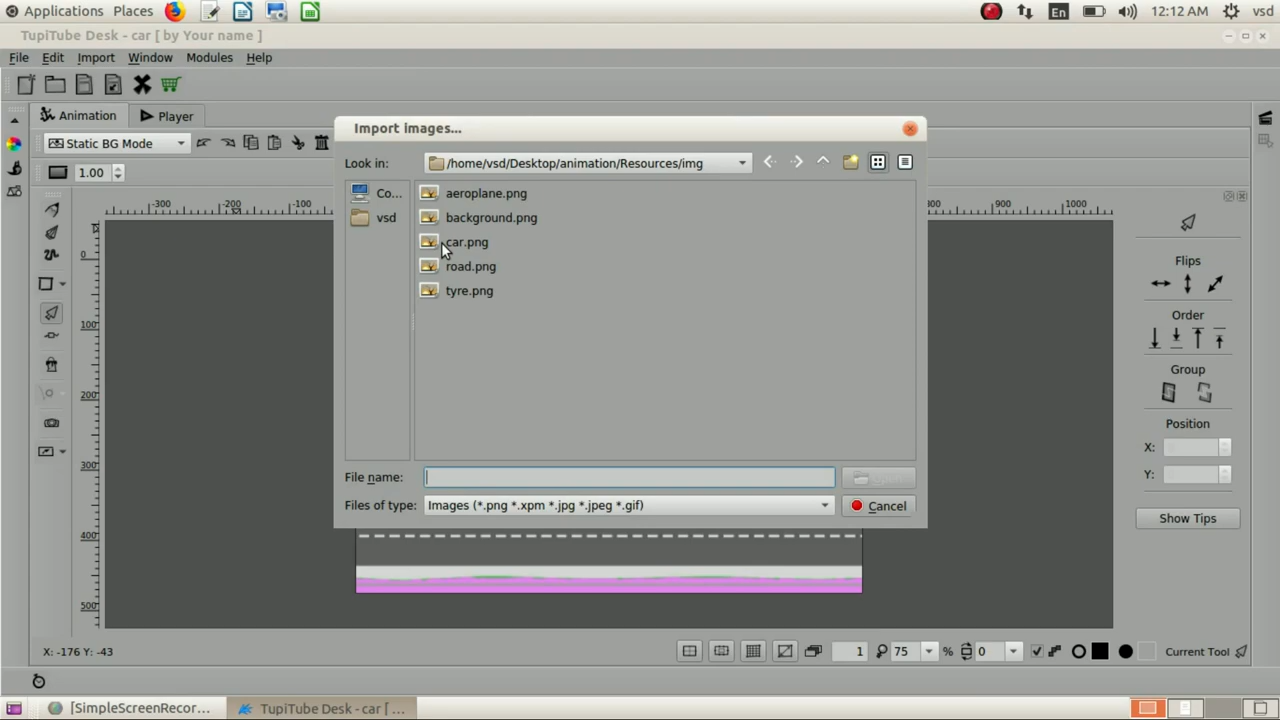 Applications Places En 12:12 AM vsd
TupiTube Desk - car [ by Your name ]
File Edit Import Window Modules Help
Animation Player
Static BG Mode
1.00
Import images...
Look in: /home/vsd/Desktop/animation/Resources/img
Co...
vsd
aeroplane.png
background.png
car.png
road.png
tyre.png
File name:
Files of type: Images (*.png *.xpm *.jpg *.jpeg *.gif) Cancel
-300 -200 -100 800 900 1000
0
100
200
300
400
500
Flips
Order
Group
Position
X:
Y:
Show Tips
X: -176 Y: -43 1 75 % 0 Current Tool
[SimpleScreenRecor... TupiTube Desk - car [ ...